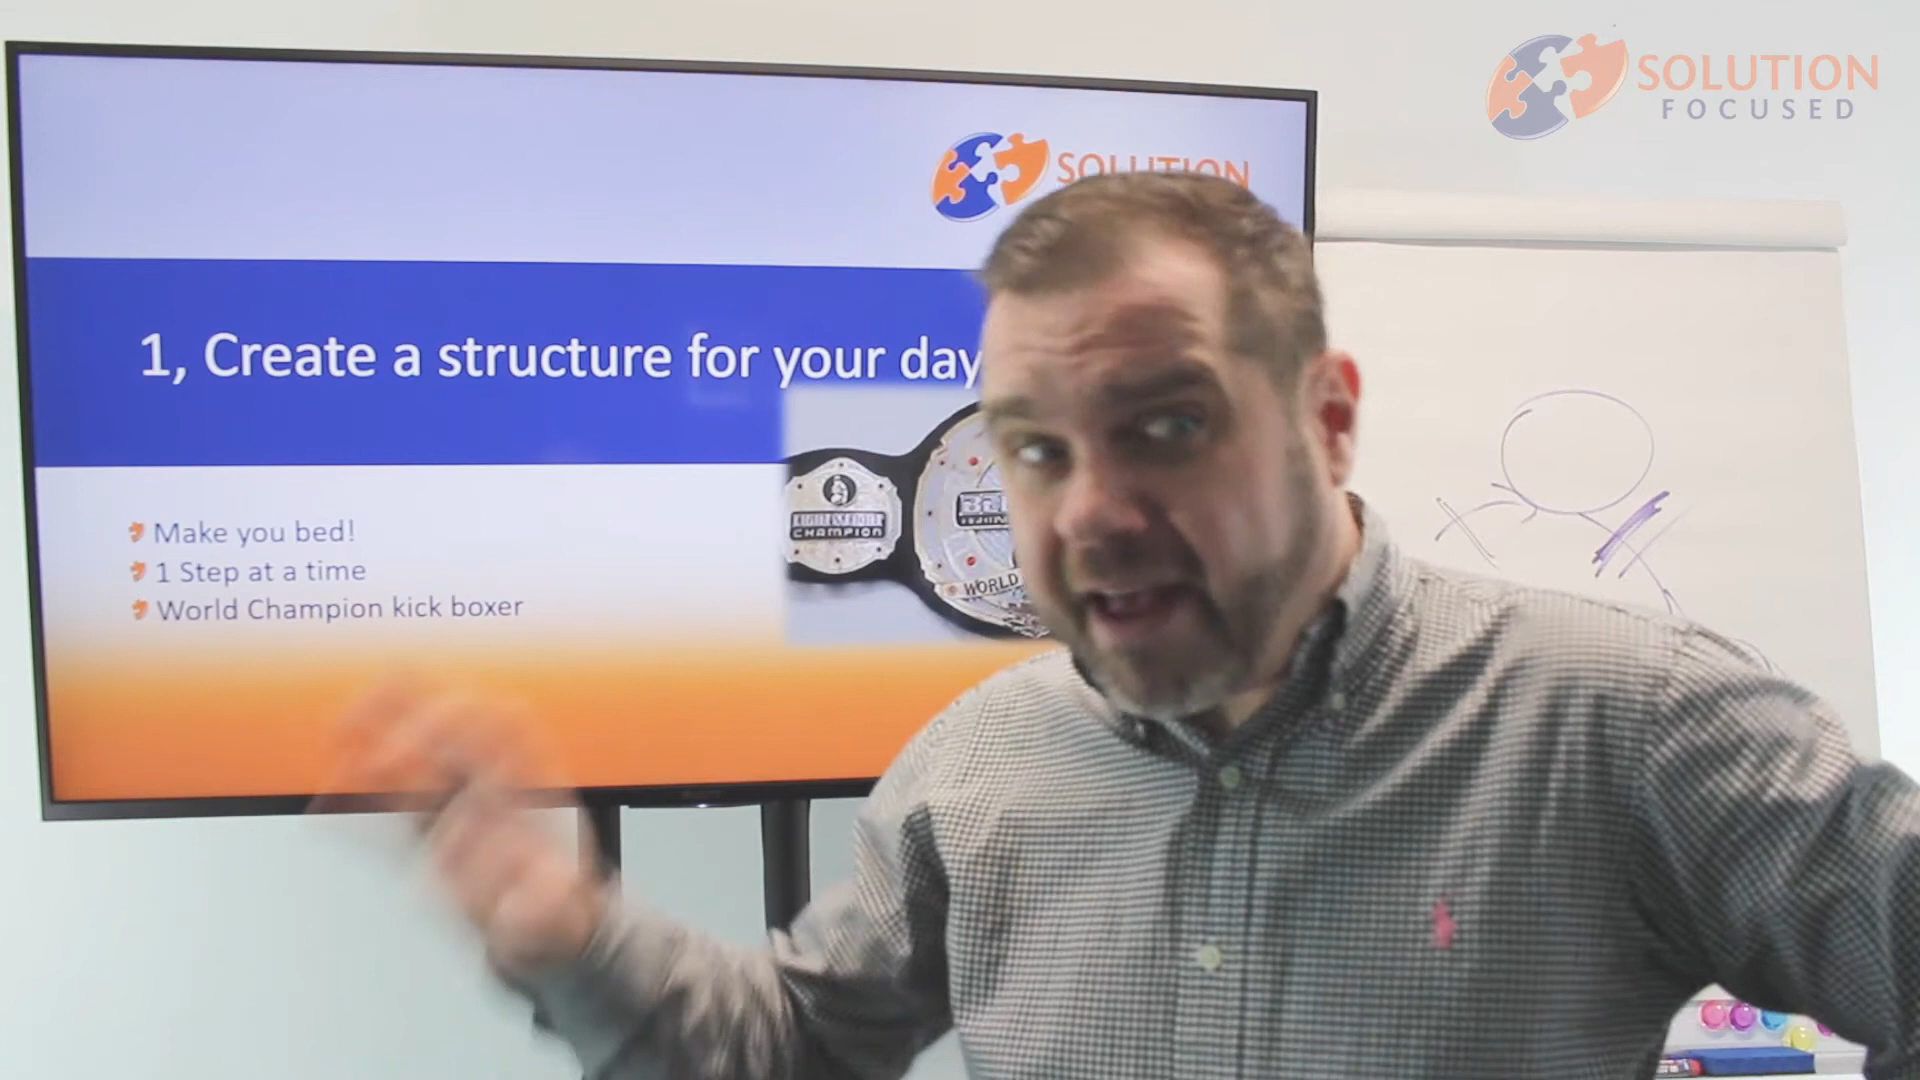 SOLUTION
FOCUSED
SOLUTION
1, Create a structure for your day
Make you bed!
1 Step at a time
World Champion kick boxer
CHAMPION
WORLD